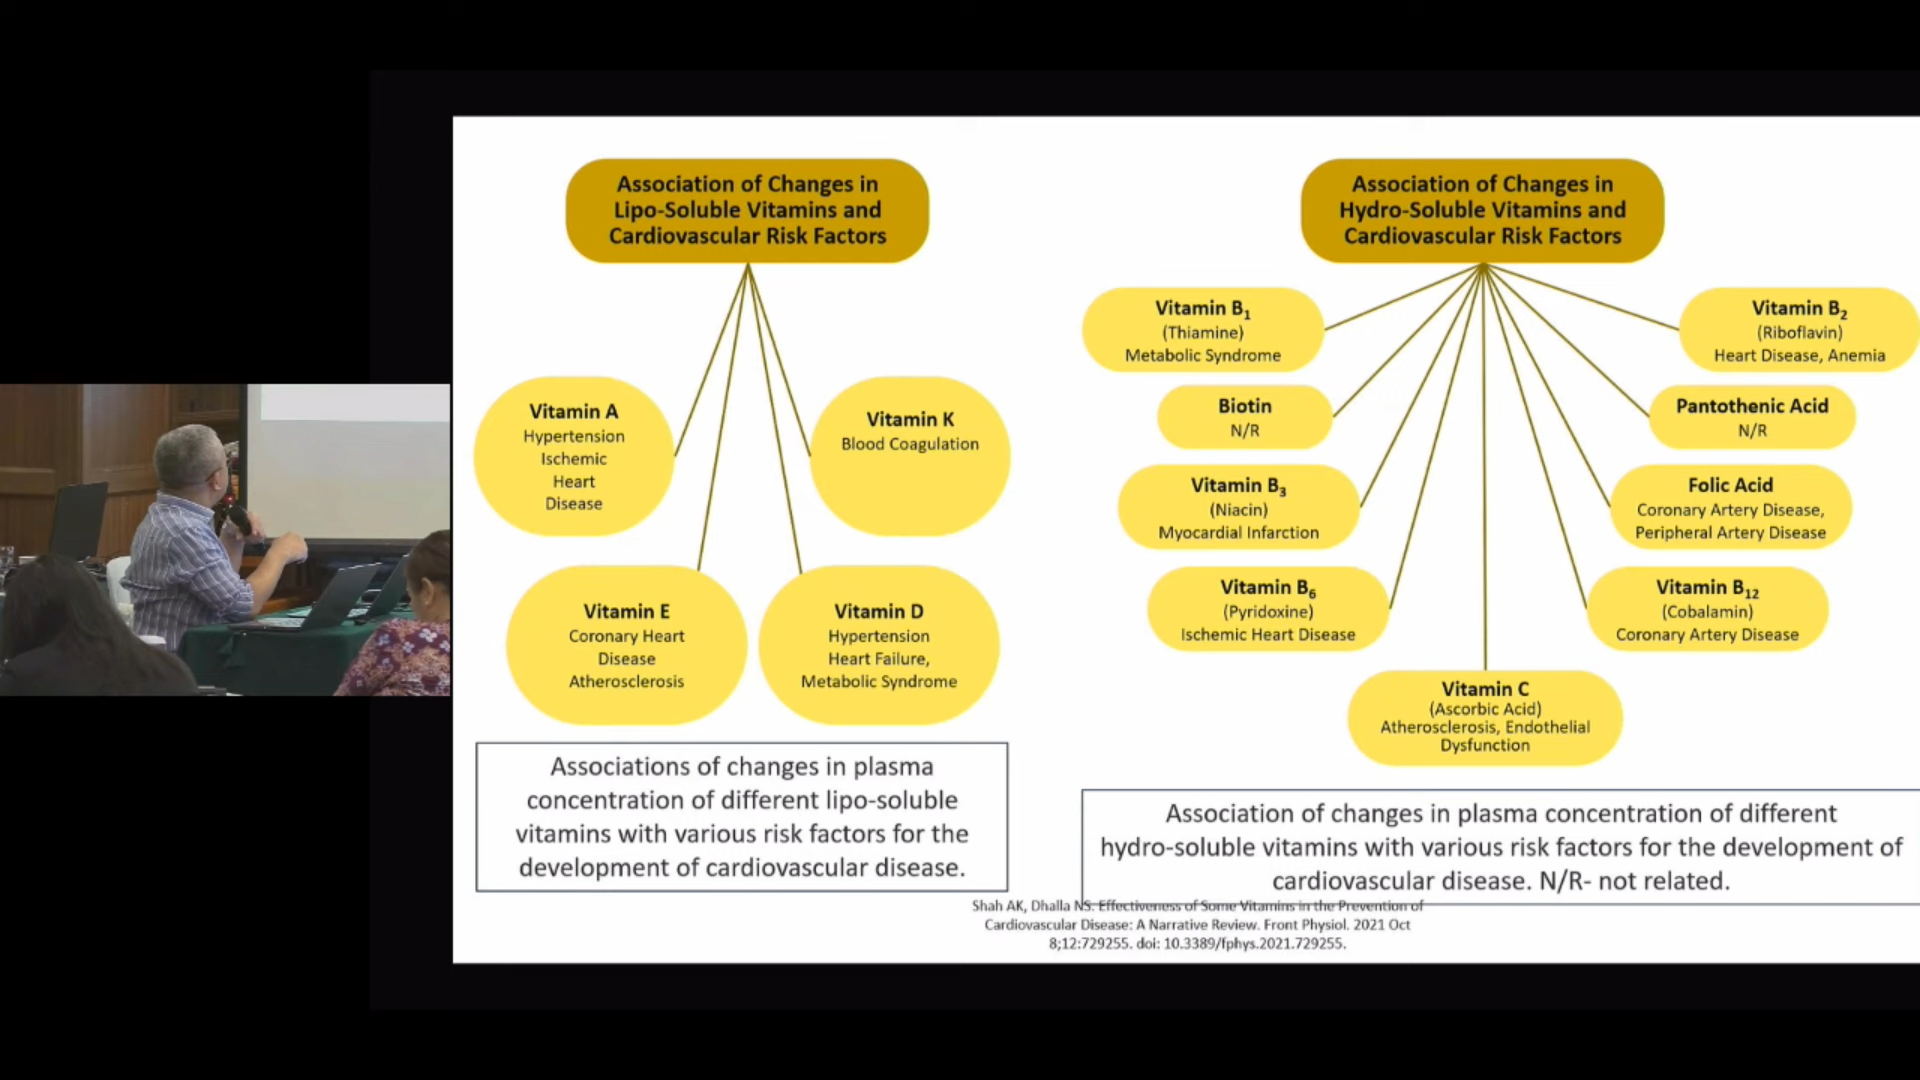 Association of Changes in
Lipo-Soluble Vitamins and
Cardiovascular Risk Factors
Vitamin A
Hypertension
Ischemic
Heart
Disease
Vitamin K
Blood Coagulation
Vitamin E
Coronary Heart
Disease
Atherosclerosis
Vitamin D
Hypertension
Heart Failure,
Metabolic Syndrome
Associations of changes in plasma
concentration of different lipo-soluble
vitamins with various risk factors for the
development of cardiovascular disease.
Association of Changes in
Hydro-Soluble Vitamins and
Cardiovascular Risk Factors
Vitamin B₁
(Thiamine)
Metabolic Syndrome
Vitamin B₂
(Riboflavin)
Heart Disease, Anemia
Biotin
N/R
Pantothenic Acid
N/R
Vitamin B₃
(Niacin)
Myocardial Infarction
Folic Acid
Coronary Artery Disease,
Peripheral Artery Disease
Vitamin B₆
(Pyridoxine)
Ischemic Heart Disease
Vitamin B₁₂
(Cobalamin)
Coronary Artery Disease
Vitamin C
(Ascorbic Acid)
Atherosclerosis, Endothelial
Dysfunction
Association of changes in plasma concentration of different
hydro-soluble vitamins with various risk factors for the development of
cardiovascular disease. N/R- not related.
Shah AK, Dhalla NS. Effectiveness of Some Vitamins in the Prevention of
Cardiovascular Disease: A Narrative Review. Front Physiol. 2021 Oct
8;12:729255. doi: 10.3389/fphys.2021.729255.